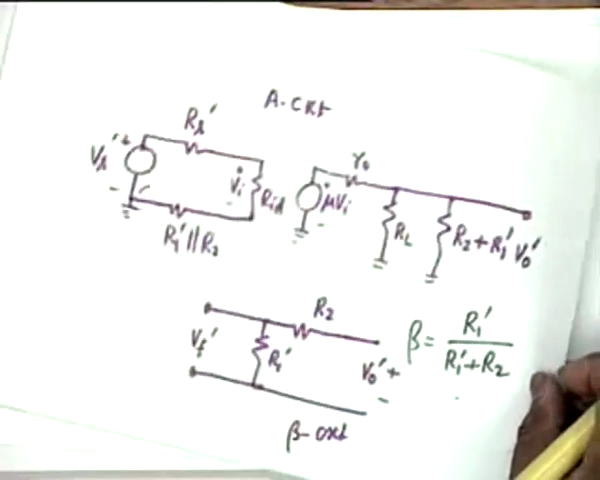 A-CKt
Rs'
Vs' +
-
+
Vi
-
Rid
R1'||R2
+
μVi
-
ro
RL
R2+R1'
Vo'
R2
Vf'
R1'
Vo' +
-
β = R1' / R1'+R2
β-cxt